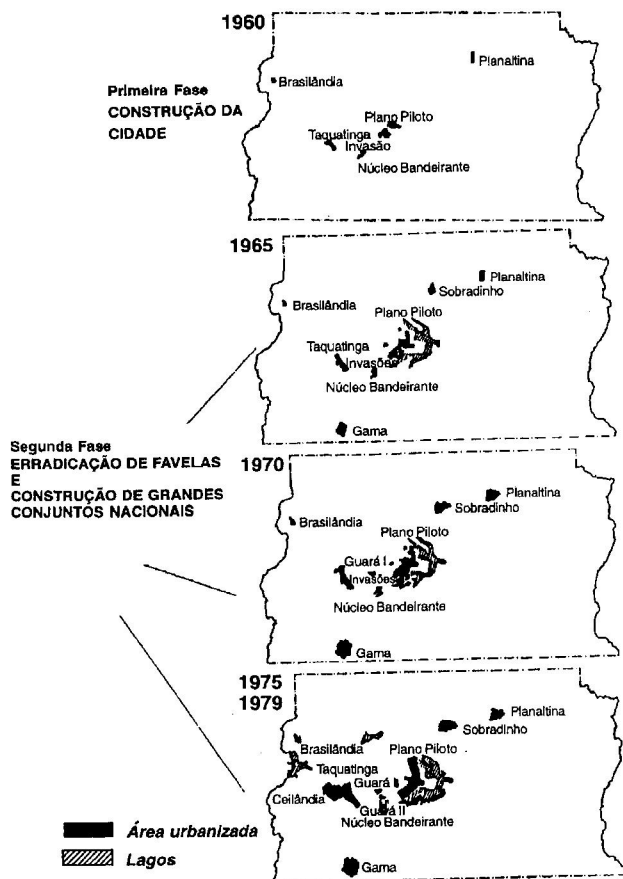 1960
Primeira Fase
CONSTRUÇÃO DA
CIDADE
Brasilândia
Planaltina
Plano Piloto
Taquatinga
Invasão
Núcleo Bandeirante
1965
Planaltina
Sobradinho
Brasilândia
Plano Piloto
Taquatinga
Invasões
Núcleo Bandeirante
Gama
Segunda Fase
ERRADICAÇÃO DE FAVELAS
E
CONSTRUÇÃO DE GRANDES
CONJUNTOS NACIONAIS
1970
Planaltina
Sobradinho
Brasilândia
Plano Piloto
Guará I
Invasões
Núcleo Bandeirante
Gama
1975
1979
Planaltina
Sobradinho
Brasilândia
Plano Piloto
Taquatinga
Guará I
Ceilândia
Guará II
Núcleo Bandeirante
Gama
Área urbanizada
Lagos